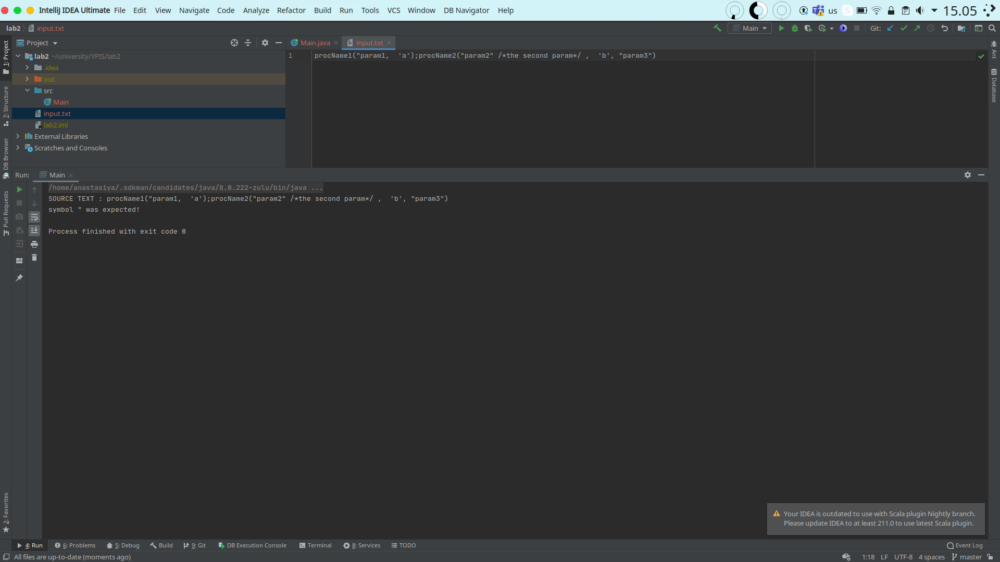 IntelliJ IDEA Ultimate File Edit View Navigate Code Analyze Refactor Build Run Tools VCS Window DB Navigator Help us 15.05
lab2 input.txt Main Git:
Project
Main.java input.txt
lab2 ~/university/YPIS/lab2
.idea
out
src
Main
input.txt
lab2.iml
External Libraries
Scratches and Consoles
1 procName1("param1,  'a');procName2("param2" /*the second param*/ ,  'b', "param3")
1: Project
7: Structure
DB Browser
Pull Requests
2: Favorites
Ant
Database
Run: Main
/home/anastasiya/.sdkman/candidates/java/8.0.222-zulu/bin/java ...
SOURCE TEXT : procName1("param1,  'a');procName2("param2" /*the second param*/ ,  'b', "param3")
symbol " was expected!
Process finished with exit code 0
Your IDEA is outdated to use with Scala plugin Nightly branch.
Please update IDEA to at least 211.0 to use latest Scala plugin.
4: Run 6: Problems 5: Debug Build 9: Git DB Execution Console Terminal 8: Services TODO Event Log
All files are up-to-date (moments ago) 1:18 LF UTF-8 4 spaces master